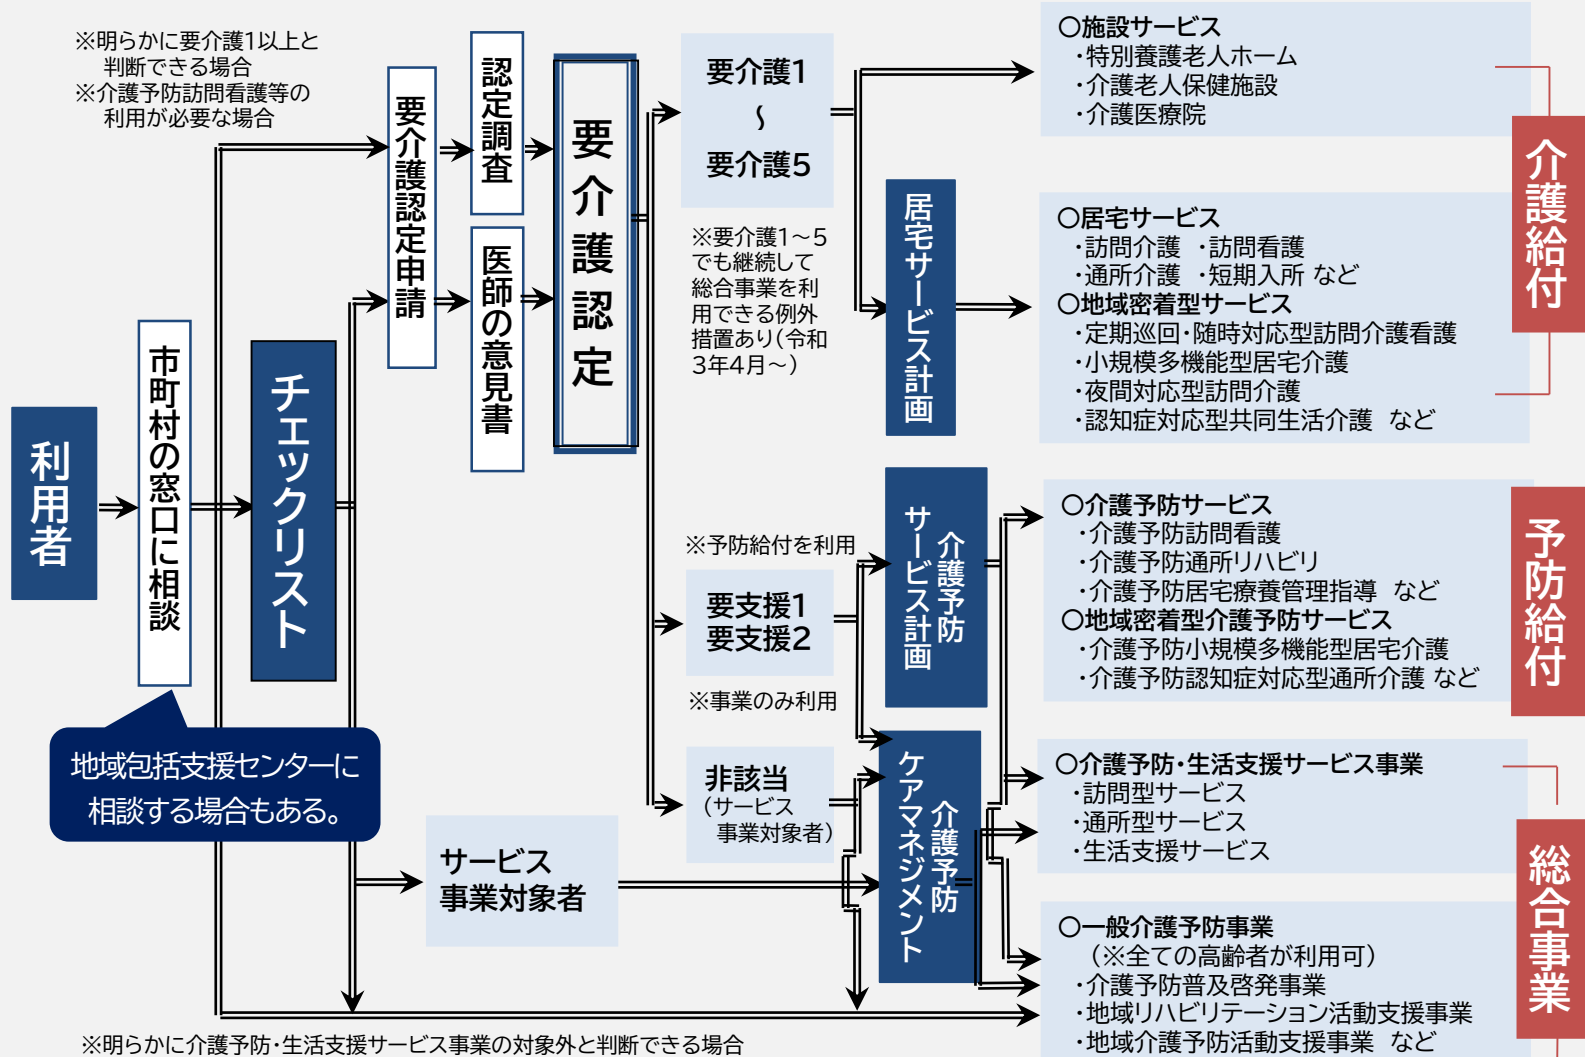 ※明らかに要介護1以上と
判断できる場合
※介護予防訪問看護等の
利用が必要な場合
利用者
市町村の窓口に相談
地域包括支援センターに
相談する場合もある。
チェックリスト
要介護認定申請
認定調査
医師の意見書
要介護認定
要介護1
〜
要介護5
※要介護1～5
でも継続して
総合事業を利
用できる例外
措置あり(令和
3年4月～)
※予防給付を利用
要支援1
要支援2
※事業のみ利用
非該当
(サービス
事業対象者)
サービス
事業対象者
居宅サービス計画
介護予防
サービス計画
介護予防
ケアマネジメント
〇施設サービス
・特別養護老人ホーム
・介護老人保健施設
・介護医療院
〇居宅サービス
・訪問介護 ・訪問看護
・通所介護 ・短期入所 など
〇地域密着型サービス
・定期巡回・随時対応型訪問介護看護
・小規模多機能型居宅介護
・夜間対応型訪問介護
・認知症対応型共同生活介護 など
介護給付
〇介護予防サービス
・介護予防訪問看護
・介護予防通所リハビリ
・介護予防居宅療養管理指導 など
〇地域密着型介護予防サービス
・介護予防小規模多機能型居宅介護
・介護予防認知症対応型通所介護 など
予防給付
〇介護予防・生活支援サービス事業
・訪問型サービス
・通所型サービス
・生活支援サービス
〇一般介護予防事業
(※全ての高齢者が利用可)
・介護予防普及啓発事業
・地域リハビリテーション活動支援事業
・地域介護予防活動支援事業 など
総合事業
※明らかに介護予防・生活支援サービス事業の対象外と判断できる場合